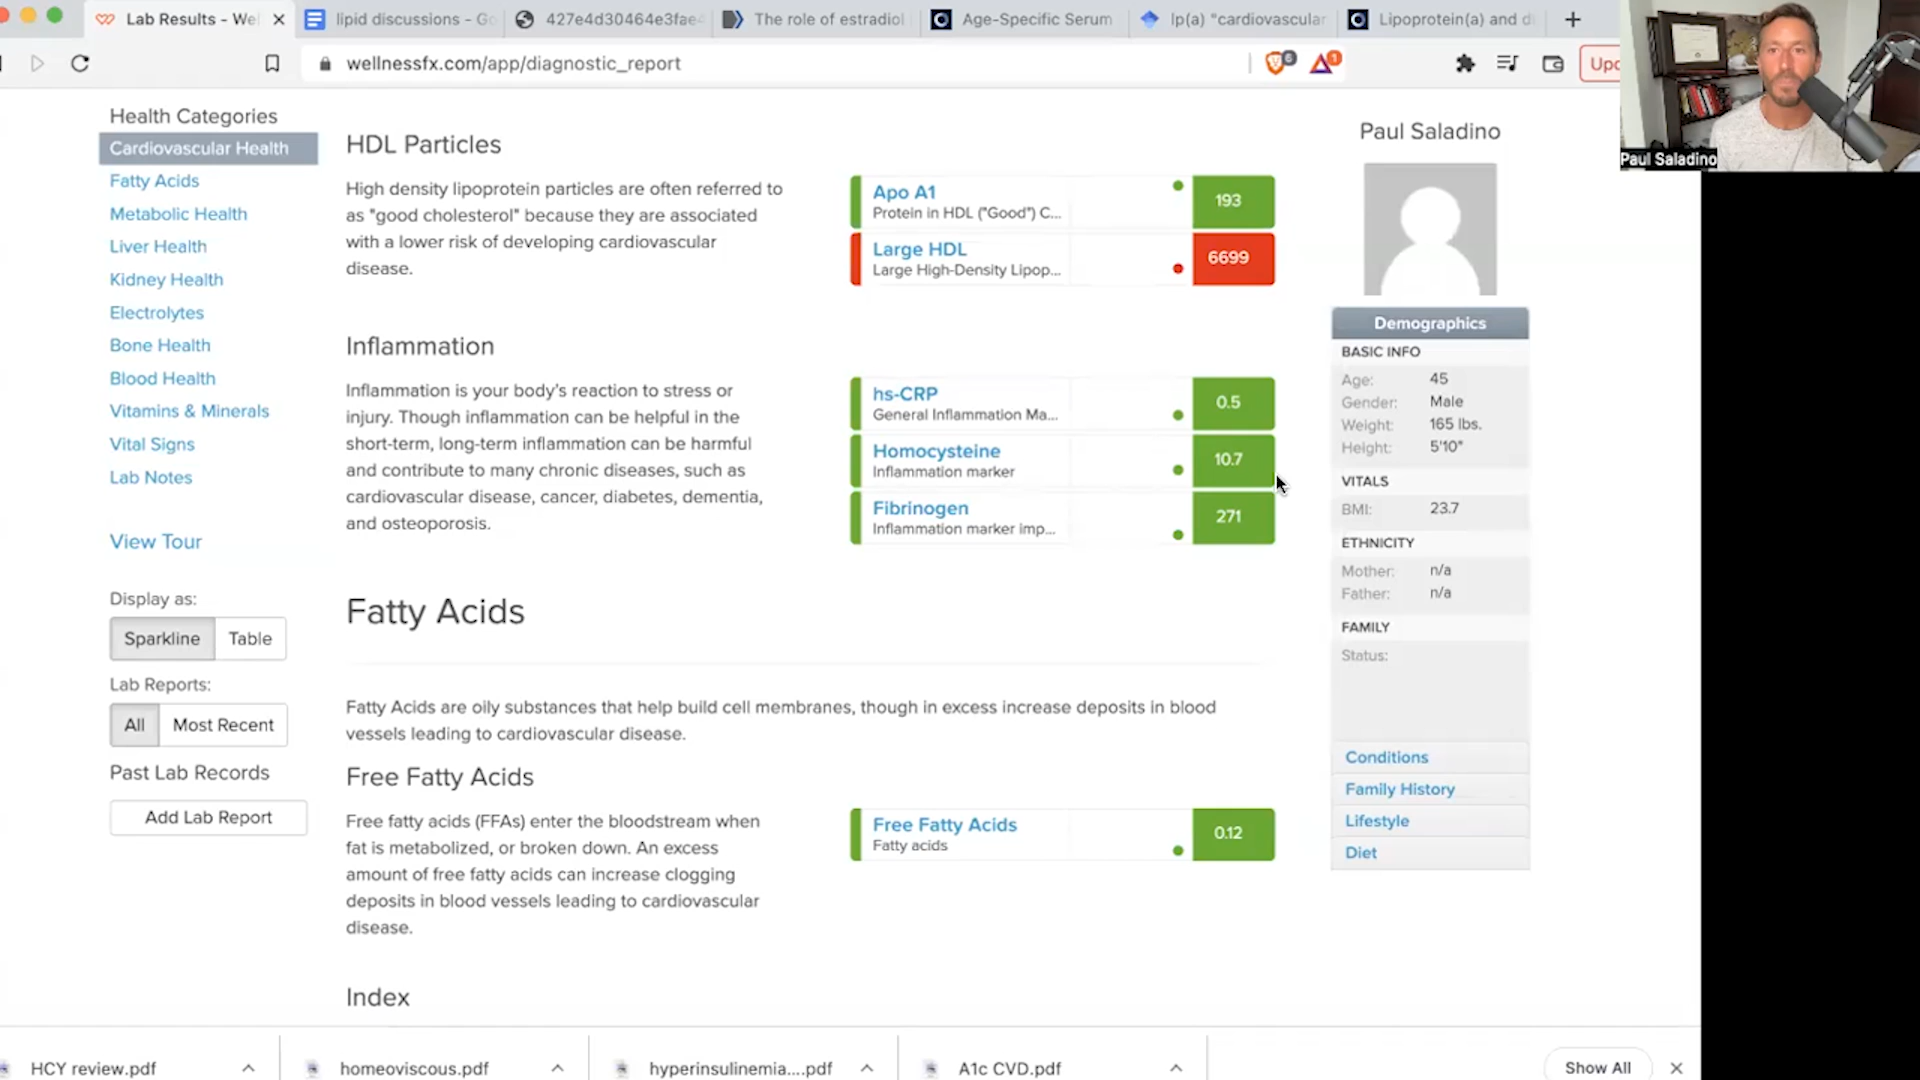 Lab Results - Wel
lipid discussions - Go
427e4d30464e3fae4
The role of estradiol
Age-Specific Serum
lp(a) "cardiovascular
Lipoprotein(a) and di
wellnessfx.com/app/diagnostic_report
6
1
Upd
Paul Saladino
Health Categories
Cardiovascular Health
Fatty Acids
Metabolic Health
Liver Health
Kidney Health
Electrolytes
Bone Health
Blood Health
Vitamins & Minerals
Vital Signs
Lab Notes
View Tour
Display as:
Sparkline
Table
Lab Reports:
All
Most Recent
Past Lab Records
Add Lab Report
HDL Particles
High density lipoprotein particles are often referred to
as "good cholesterol" because they are associated
with a lower risk of developing cardiovascular
disease.
Apo A1
Protein in HDL ("Good") C...
193
Large HDL
Large High-Density Lipop...
6699
Inflammation
Inflammation is your body's reaction to stress or
injury. Though inflammation can be helpful in the
short-term, long-term inflammation can be harmful
and contribute to many chronic diseases, such as
cardiovascular disease, cancer, diabetes, dementia,
and osteoporosis.
hs-CRP
General Inflammation Ma...
0.5
Homocysteine
Inflammation marker
10.7
Fibrinogen
Inflammation marker imp...
271
Fatty Acids
Fatty Acids are oily substances that help build cell membranes, though in excess increase deposits in blood
vessels leading to cardiovascular disease.
Free Fatty Acids
Free fatty acids (FFAs) enter the bloodstream when
fat is metabolized, or broken down. An excess
amount of free fatty acids can increase clogging
deposits in blood vessels leading to cardiovascular
disease.
Free Fatty Acids
Fatty acids
0.12
Index
Paul Saladino
Demographics
BASIC INFO
Age: 45
Gender: Male
Weight: 165 lbs.
Height: 5'10"
VITALS
BMI: 23.7
ETHNICITY
Mother: n/a
Father: n/a
FAMILY
Status:
Conditions
Family History
Lifestyle
Diet
HCY review.pdf
homeoviscous.pdf
hyperinsulinemia....pdf
A1c CVD.pdf
Show All